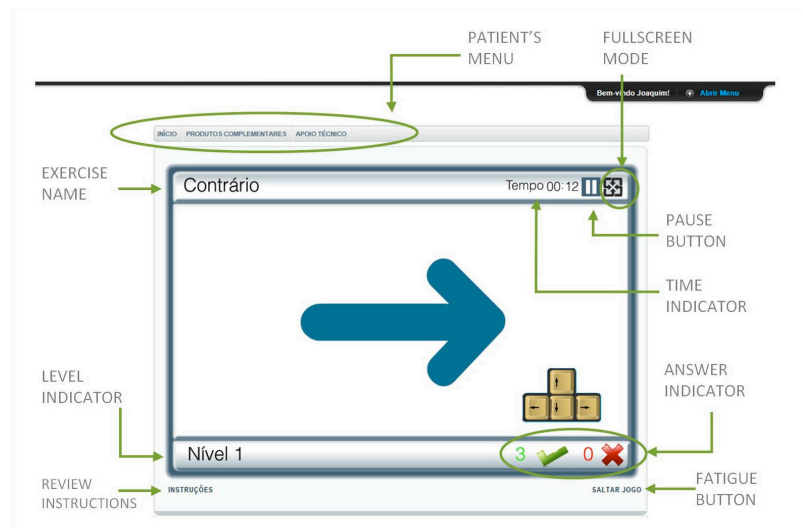 PATIENT'S
MENU
FULLSCREEN
MODE
Bem-vindo Joaquim! Abrir Menu
INÍCIO PRODUTOS COMPLEMENTARES APOIO TÉCNICO
EXERCISE
NAME
Contrário
Tempo 00:12
PAUSE
BUTTON
TIME
INDICATOR
LEVEL
INDICATOR
ANSWER
INDICATOR
Nível 1
3 0
REVIEW
INSTRUCTIONS
INSTRUÇÕES
SALTAR JOGO
FATIGUE
BUTTON